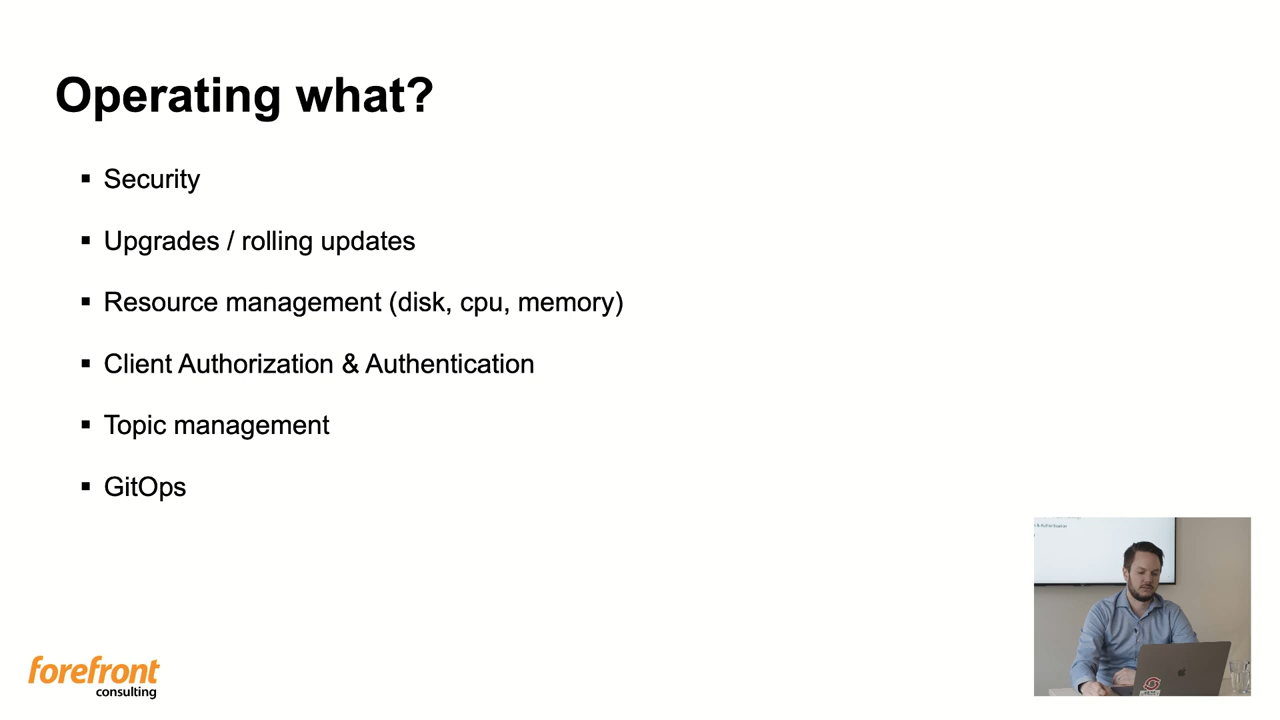 Operating what?
▪ Security
▪ Upgrades / rolling updates
▪ Resource management (disk, cpu, memory)
▪ Client Authorization & Authentication
▪ Topic management
▪ GitOps
& Authentication
forefront
consulting